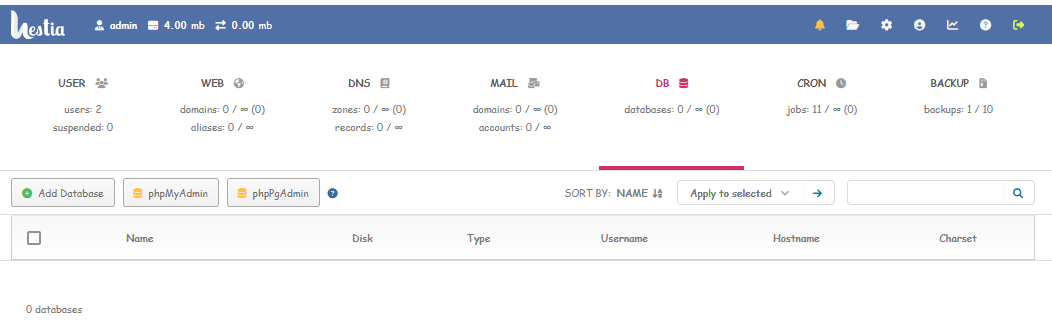 Hestia admin 4.00 mb 0.00 mb
USER WEB DNS MAIL DB CRON BACKUP
users: 2 domains: 0 / ∞ (0) zones: 0 / ∞ (0) domains: 0 / ∞ (0) databases: 0 / ∞ (0) jobs: 11 / ∞ (0) backups: 1 / 10
suspended: 0 aliases: 0 / ∞ records: 0 / ∞ accounts: 0 / ∞
Add Database phpMyAdmin phpPgAdmin SORT BY: NAME Apply to selected
Name Disk Type Username Hostname Charset
0 databases